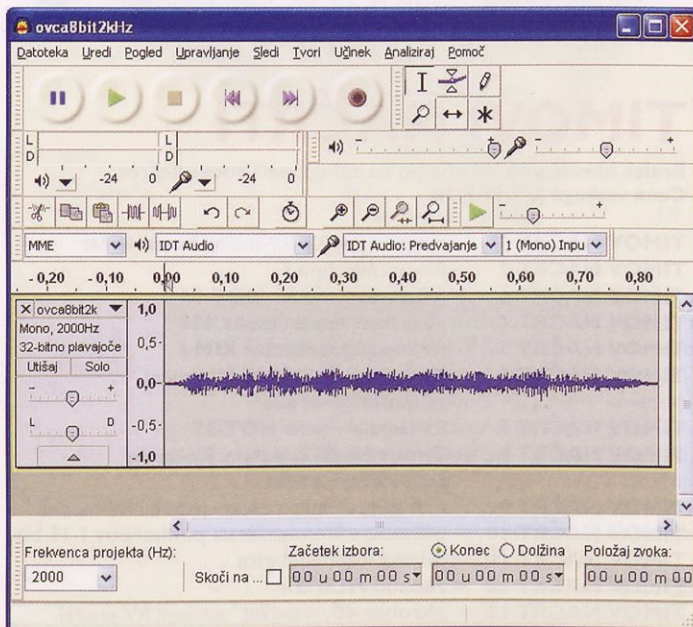 ovca8bit2kHz
Datoteka Uredi Pogled Upravljanje Sledi Tvori Učinek Analiziraj Pomoč
L
D
-24 0
L
D
-24 0
- +
- +
MME IDT Audio IDT Audio: Predvajanje 1 (Mono) Inpu
- 0,20 - 0,10 0,00 0,10 0,20 0,30 0,40 0,50 0,60 0,70 0,80
ovca8bit2k
Mono, 2000Hz
32-bitno plavajoče
Utišaj Solo
- +
L D
1,0
0,5-
0,0-
-0,5-
-1,0
Frekvenca projekta (Hz):
2000
Skoči na ...
Začetek izbora:
00 u 00 m 00 s
Konec Dolžina
00 u 00 m 00 s
Položaj zvoka:
00 u 00 m 00